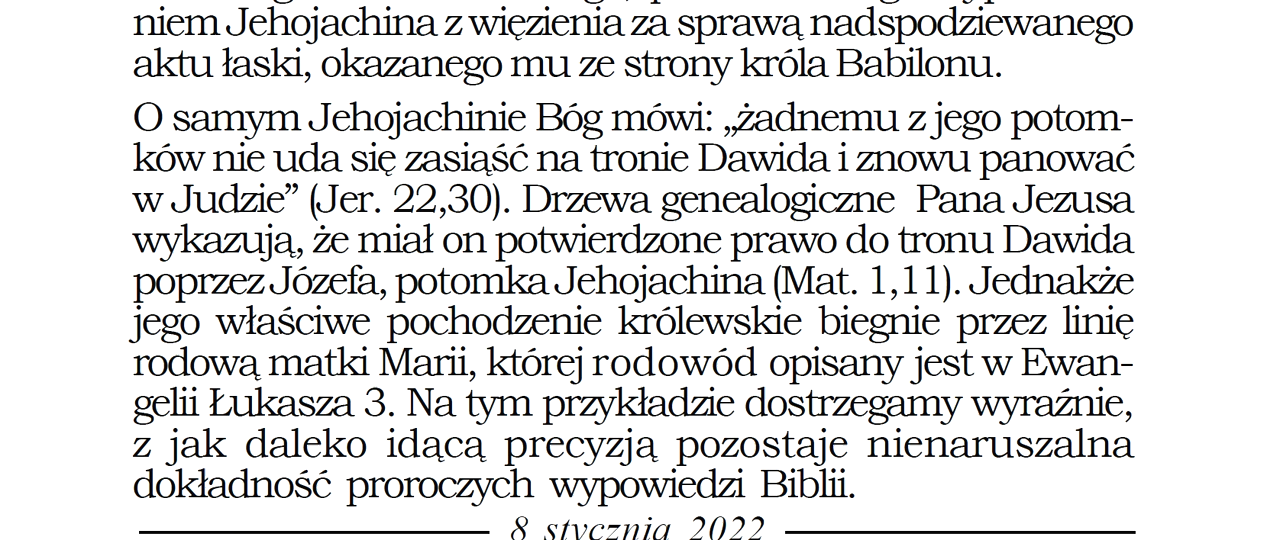 niem Jehojachina z więzienia za sprawą nadspodziewanego
aktu łaski, okazanego mu ze strony króla Babilonu.
O samym Jehojachinie Bóg mówi: „żadnemu z jego potom-
ków nie uda się zasiąść na tronie Dawida i znowu panować
w Judzie” (Jer. 22,30). Drzewa genealogiczne Pana Jezusa
wykazują, że miał on potwierdzone prawo do tronu Dawida
poprzez Józefa, potomka Jehojachina (Mat. 1,11). Jednakże
jego właściwe pochodzenie królewskie biegnie przez linię
rodową matki Marii, której rodowód opisany jest w Ewan-
gelii Łukasza 3. Na tym przykładzie dostrzegamy wyraźnie,
z jak daleko idącą precyzją pozostaje nienaruszalna
dokładność proroczych wypowiedzi Biblii.
8 stycznia 2022